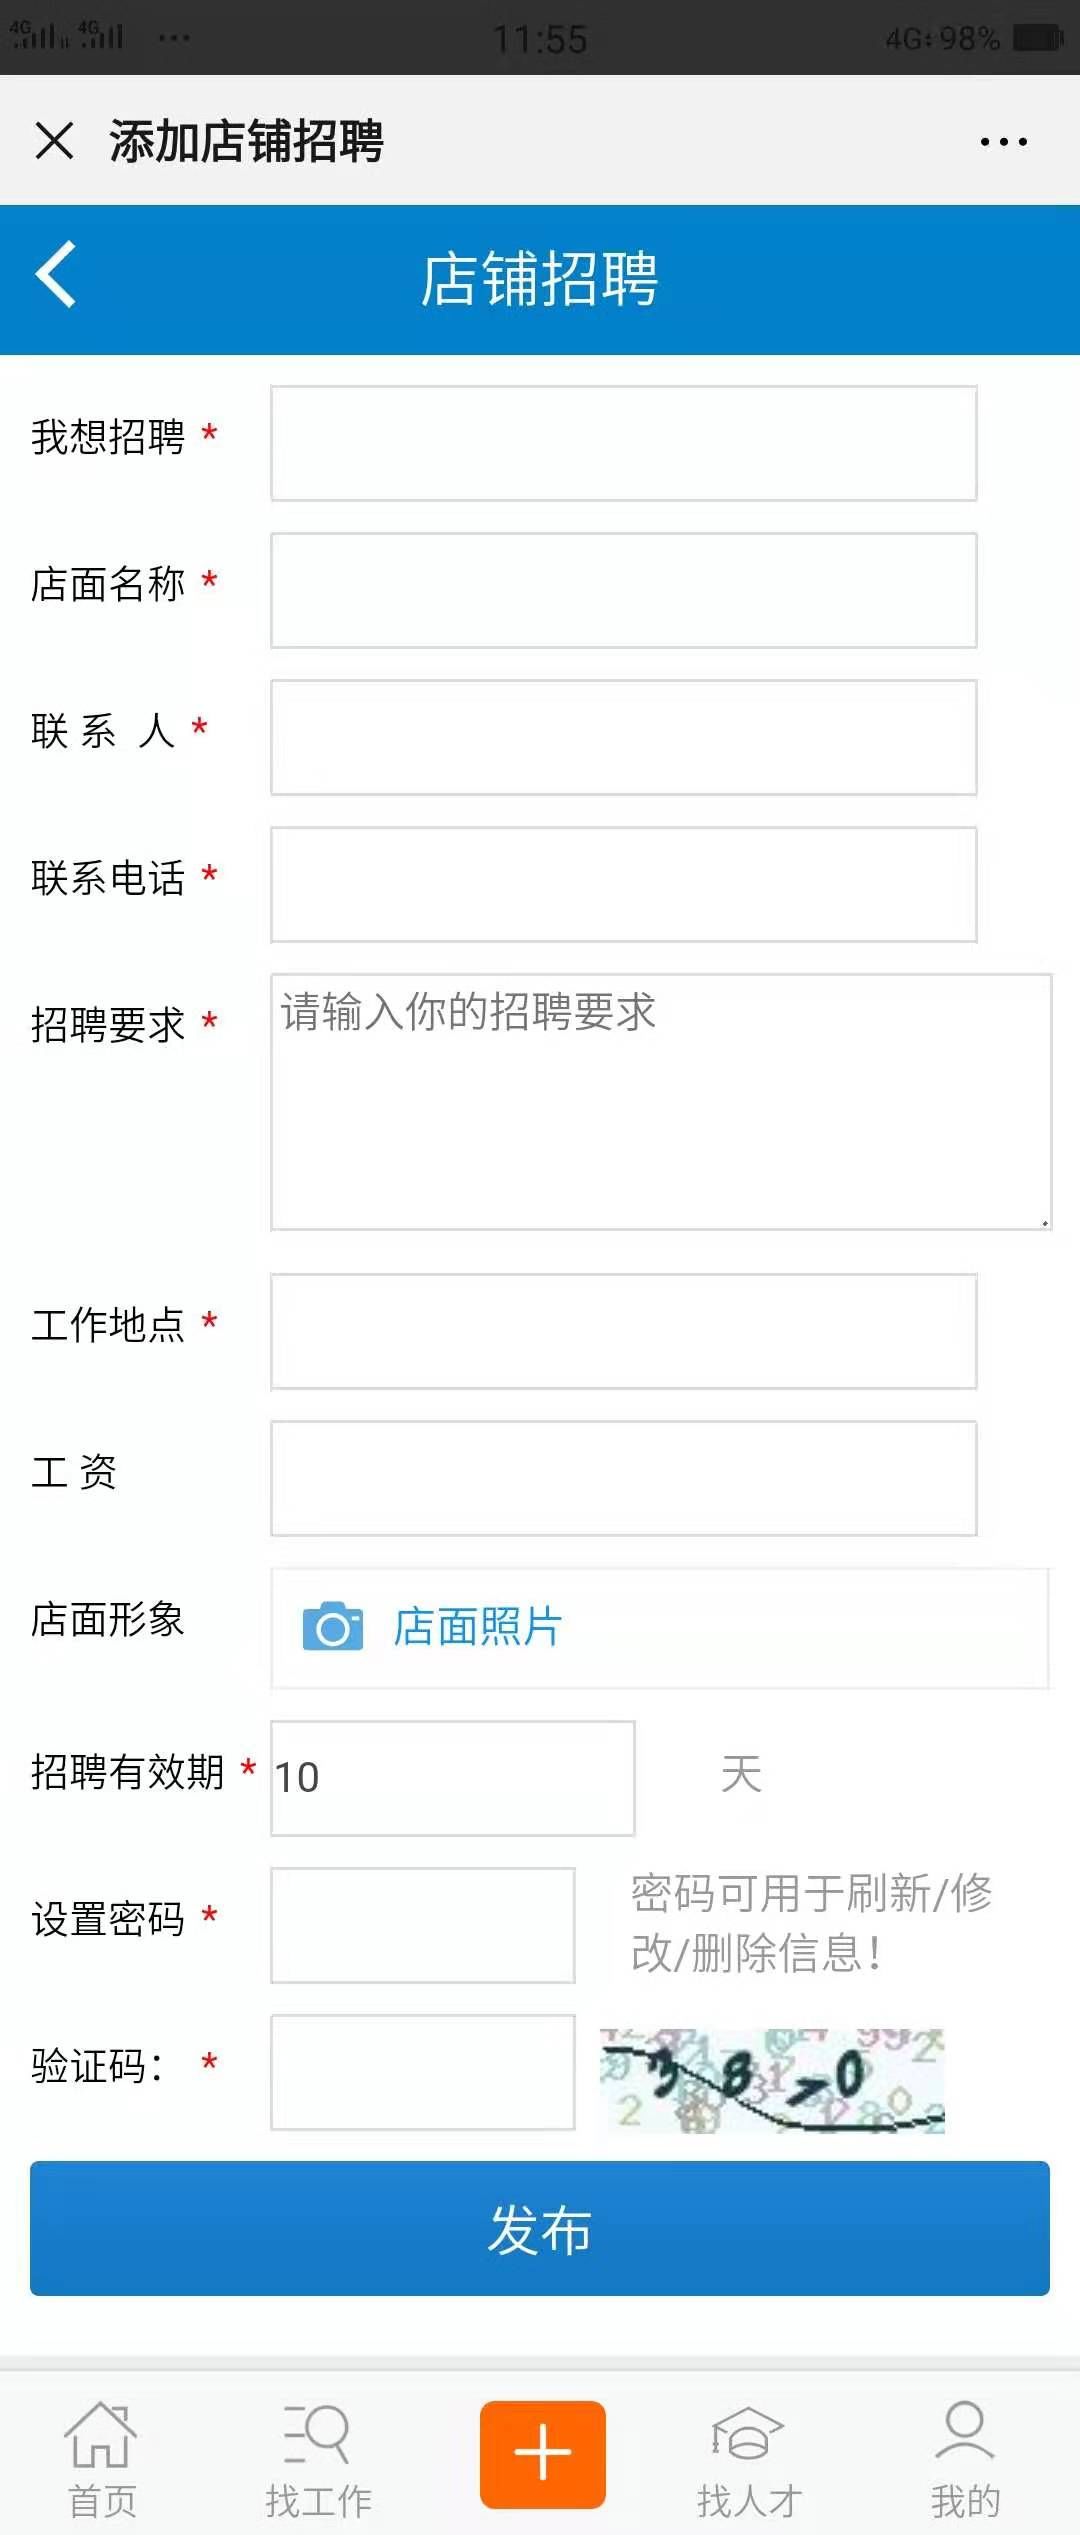 4G 4G ... 11:55 4G 98%
添加店铺招聘
店铺招聘
我想招聘 *
店面名称 *
联 系 人 *
联系电话 *
招聘要求 * 请输入你的招聘要求
工作地点 *
工 资
店面形象 店面照片
招聘有效期 * 10 天
设置密码 * 密码可用于刷新/修
改/删除信息！
验证码： *
发布
首页 找工作 找人才 我的